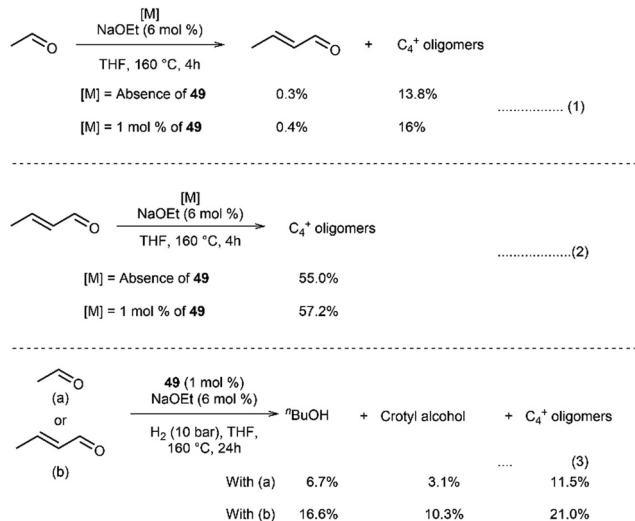 [M]
NaOEt (6 mol %)
THF, 160 °C, 4h
O
O
+ C₄⁺ oligomers
[M] = Absence of 49 0.3% 13.8%
................ (1)
[M] = 1 mol % of 49 0.4% 16%
[M]
NaOEt (6 mol %)
THF, 160 °C, 4h
O
C₄⁺ oligomers
..................(2)
[M] = Absence of 49 55.0%
[M] = 1 mol % of 49 57.2%
O
(a)
or
O
(b)
49 (1 mol %)
NaOEt (6 mol %)
H₂ (10 bar), THF,
160 °C, 24h
ⁿBuOH + Crotyl alcohol + C₄⁺ oligomers
.... (3)
With (a) 6.7% 3.1% 11.5%
With (b) 16.6% 10.3% 21.0%